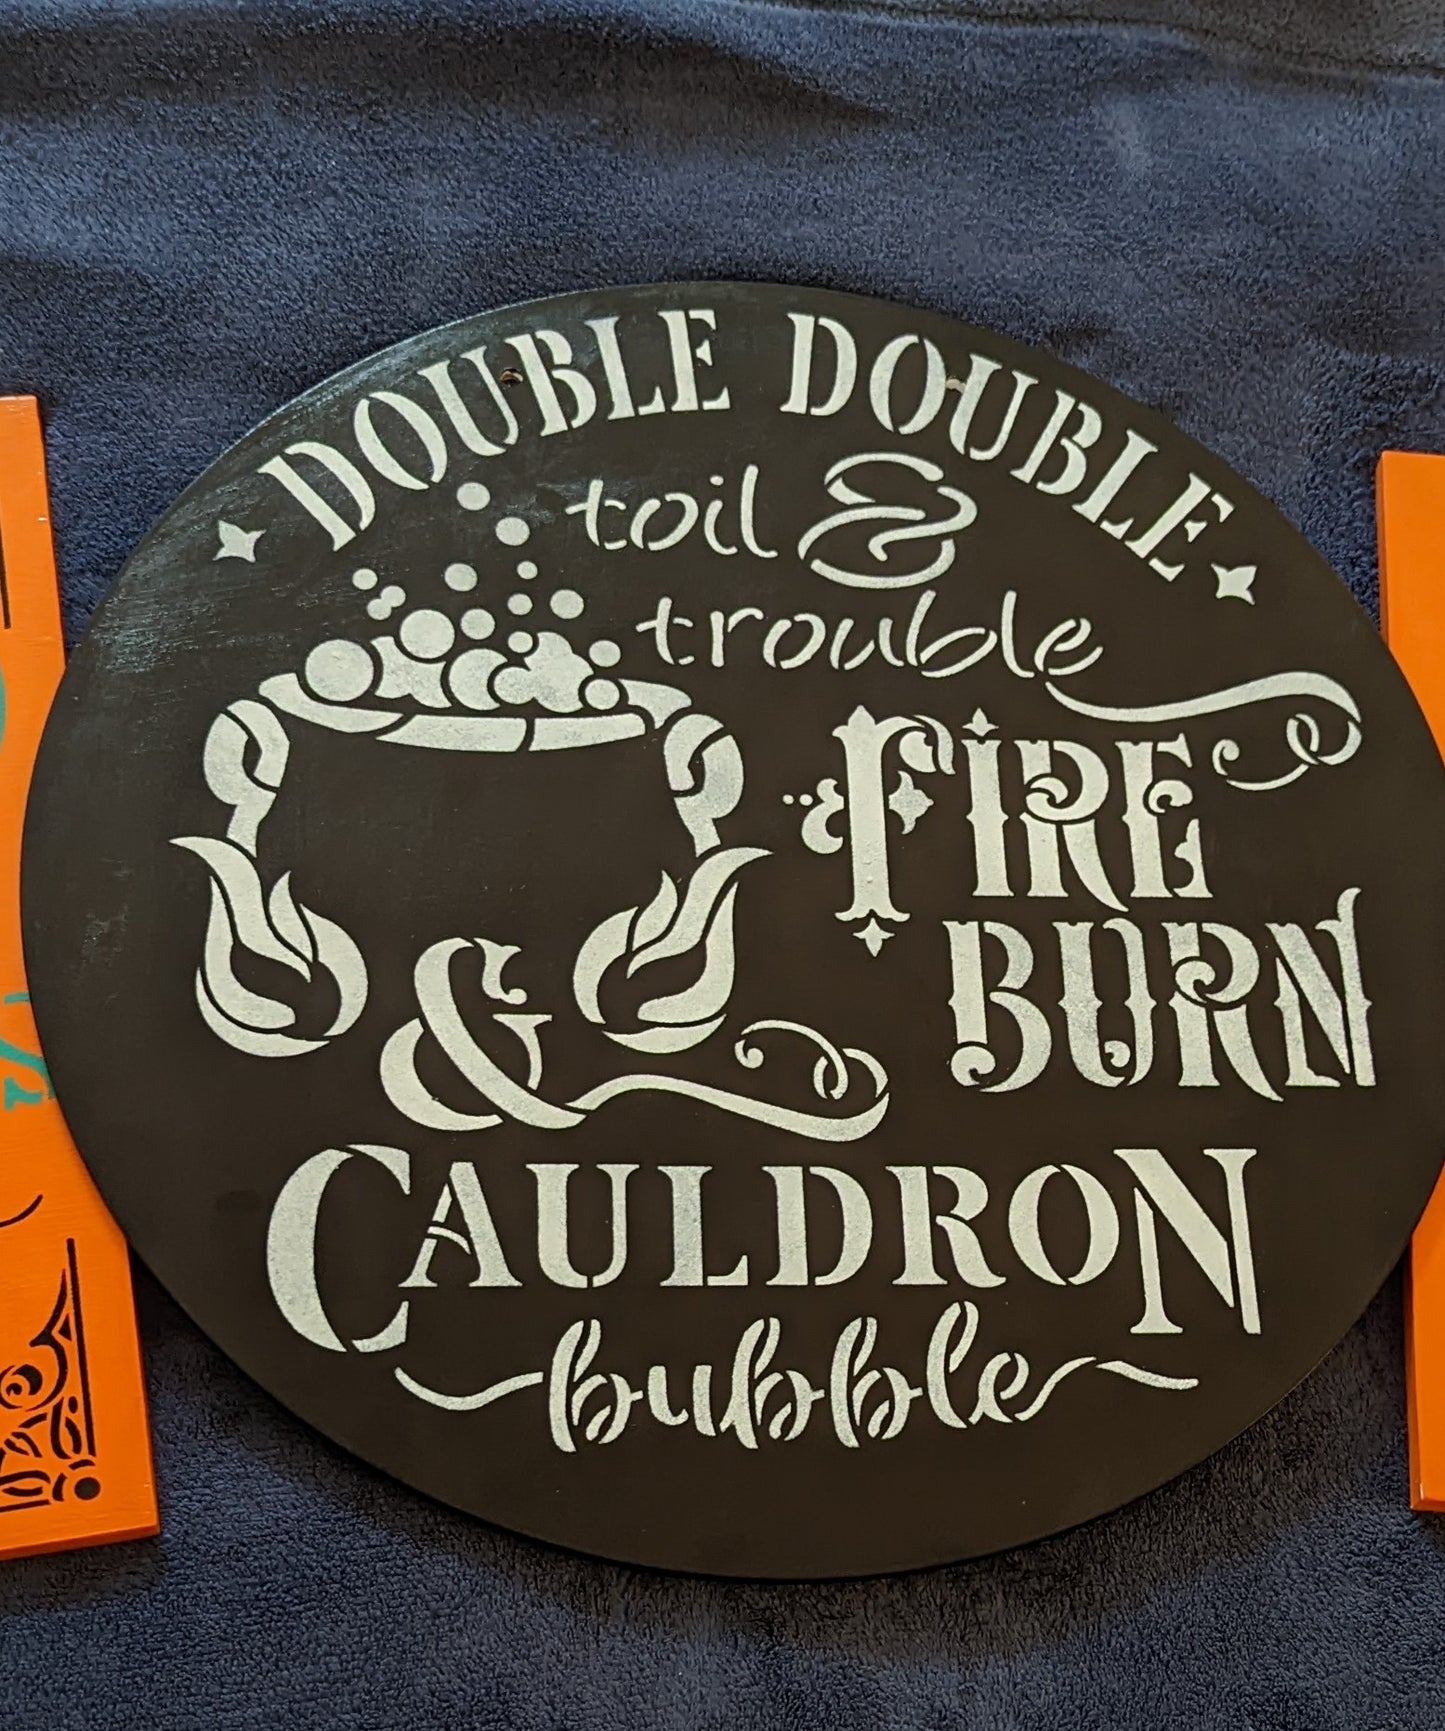 DOUBLE DOUBLE
toil &
trouble
FIRE
BURN
&
CAULDRON
bubble